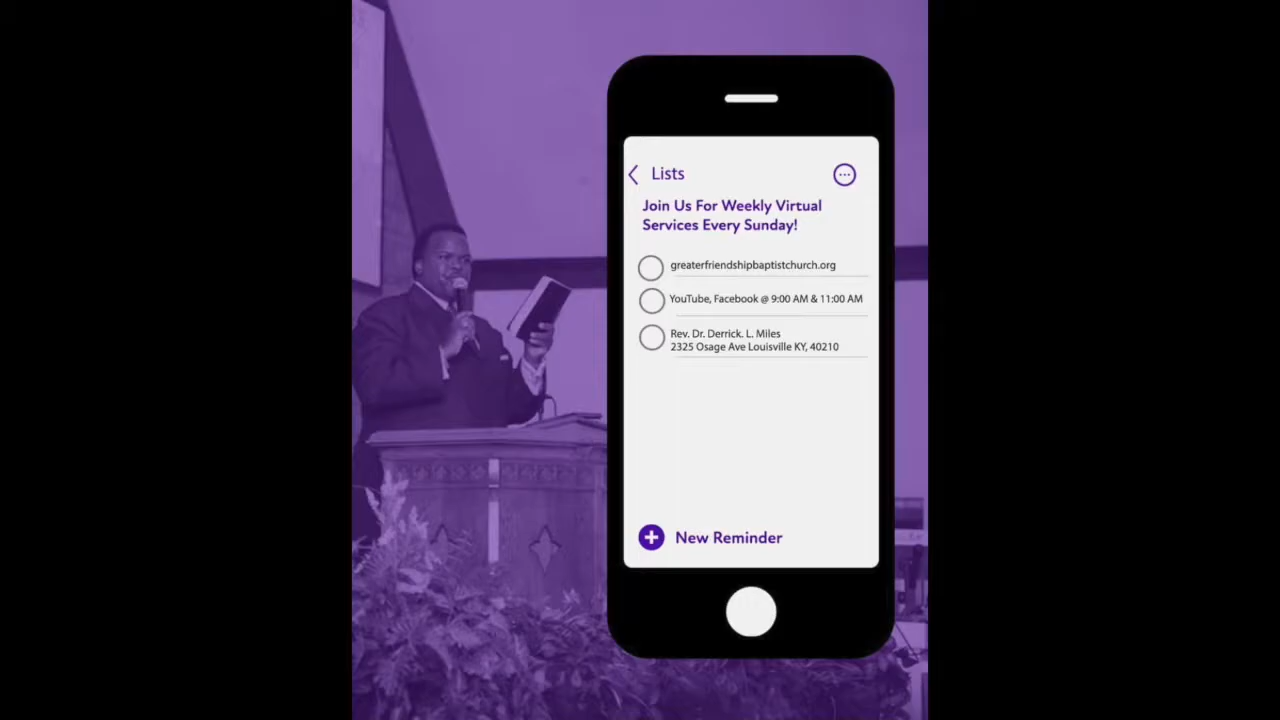 Lists
Join Us For Weekly Virtual
Services Every Sunday!
greaterfriendshipbaptistchurch.org
YouTube, Facebook @ 9:00 AM & 11:00 AM
Rev. Dr. Derrick. L. Miles
2325 Osage Ave Louisville KY, 40210
New Reminder